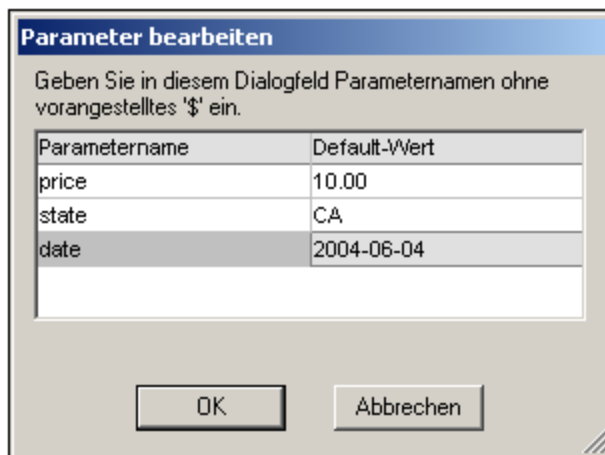 Parameter bearbeiten
Geben Sie in diesem Dialogfeld Parameternamen ohne
vorangestelltes '$' ein.
Parametername Default-Wert
price 10.00
state CA
date 2004-06-04
OK Abbrechen